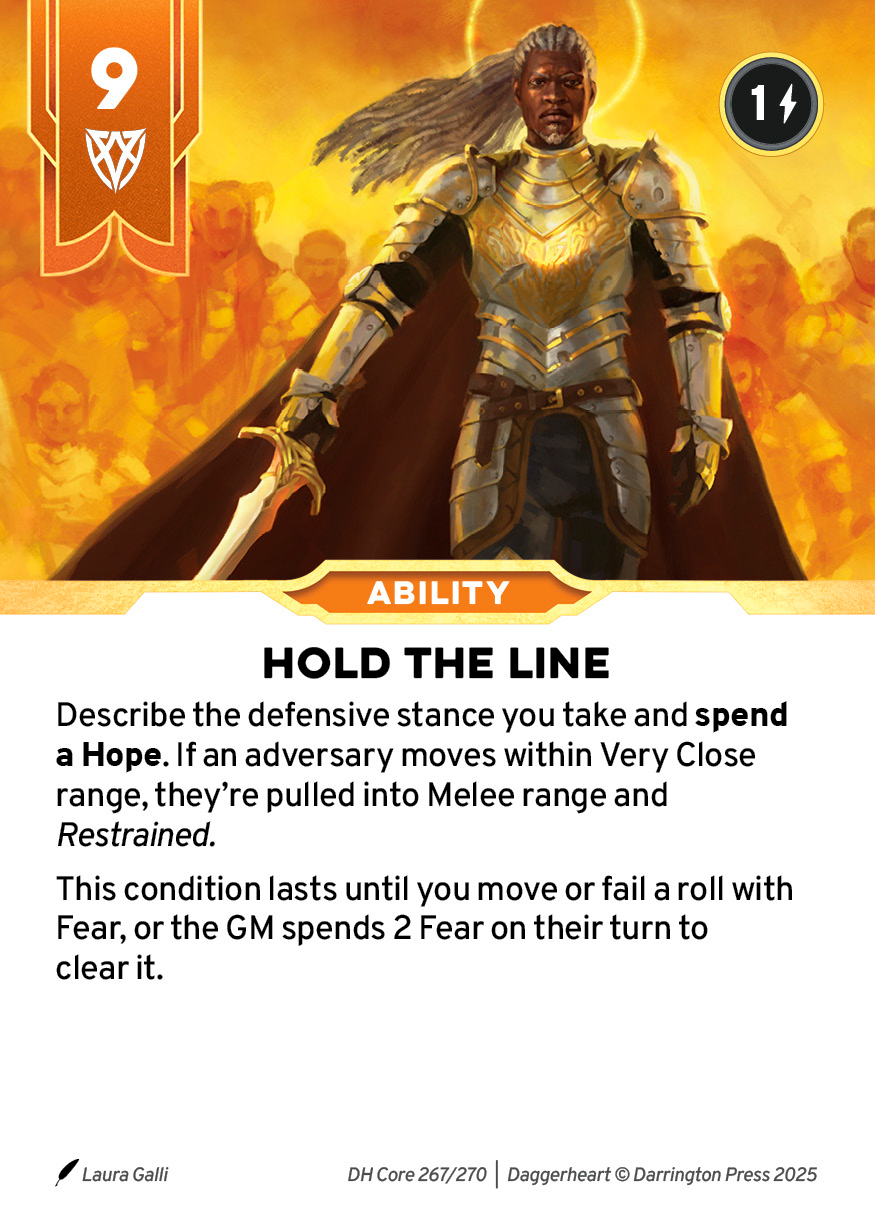 9
1
ABILITY
HOLD THE LINE
Describe the defensive stance you take and spend
a Hope. If an adversary moves within Very Close
range, they’re pulled into Melee range and
Restrained.
This condition lasts until you move or fail a roll with
Fear, or the GM spends 2 Fear on their turn to
clear it.
Laura Galli
DH Core 267/270 | Daggerheart © Darrington Press 2025